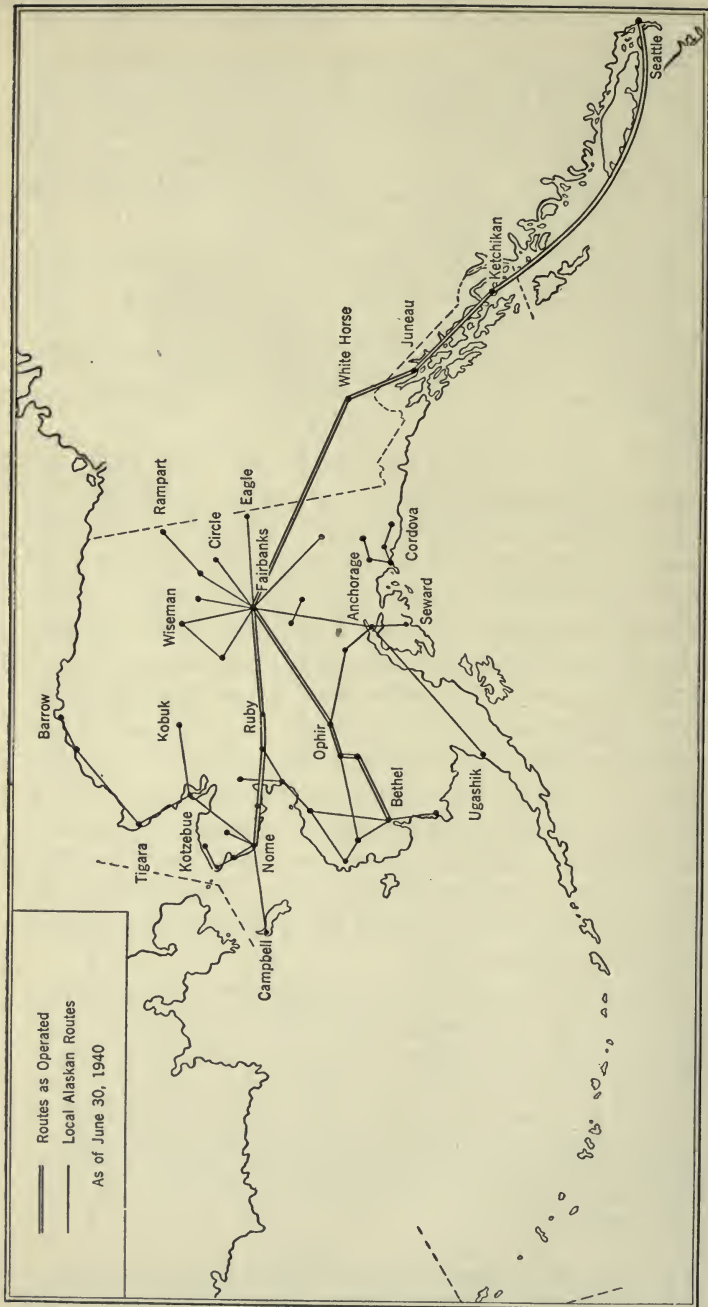 Routes as Operated
Local Alaskan Routes
As of June 30, 1940
Barrow
Tigara
Kobuk
Kotzebue
Wiseman
Rampart
Circle
Eagle
Fairbanks
Ruby
Nome
Campbell
White Horse
Ophir
Anchorage
Cordova
Seward
Bethel
Ugashik
Juneau
Ketchikan
Seattle